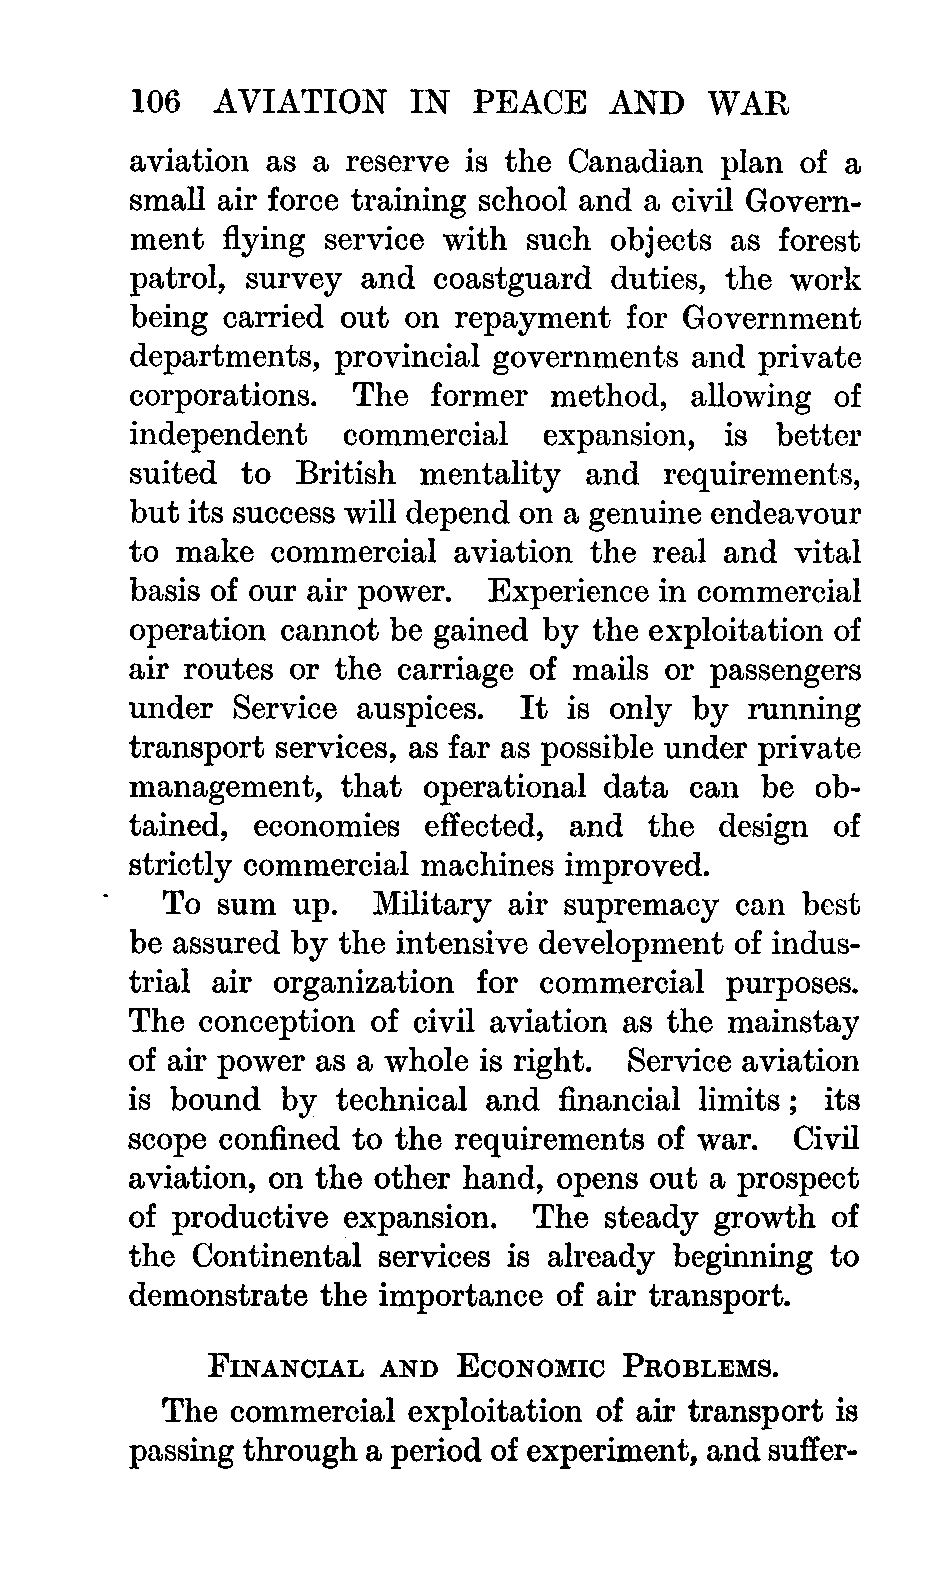 106 AVIATION IN PEACE AND WAR
aviation as a reserve is the Canadian plan of a
small air force training school and a civil Govern-
ment flying service with such objects as forest
patrol, survey and coastguard duties, the work
being carried out on repayment for Government
departments, provincial governments and private
corporations. The former method, allowing of
independent commercial expansion, is better
suited to British mentality and requirements,
but its success will depend on a genuine endeavour
to make commercial aviation the real and vital
basis of our air power. Experience in commercial
operation cannot be gained by the exploitation of
air routes or the carriage of mails or passengers
under Service auspices. It is only by running
transport services, as far as possible under private
management, that operational data can be ob-
tained, economies effected, and the design of
strictly commercial machines improved.
To sum up. Military air supremacy can best
be assured by the intensive development of indus-
trial air organization for commercial purposes.
The conception of civil aviation as the mainstay
of air power as a whole is right. Service aviation
is bound by technical and financial limits ; its
scope confined to the requirements of war. Civil
aviation, on the other hand, opens out a prospect
of productive expansion. The steady growth of
the Continental services is already beginning to
demonstrate the importance of air transport.
FINANCIAL AND ECONOMIC PROBLEMS.
The commercial exploitation of air transport is
passing through a period of experiment, and suffer-